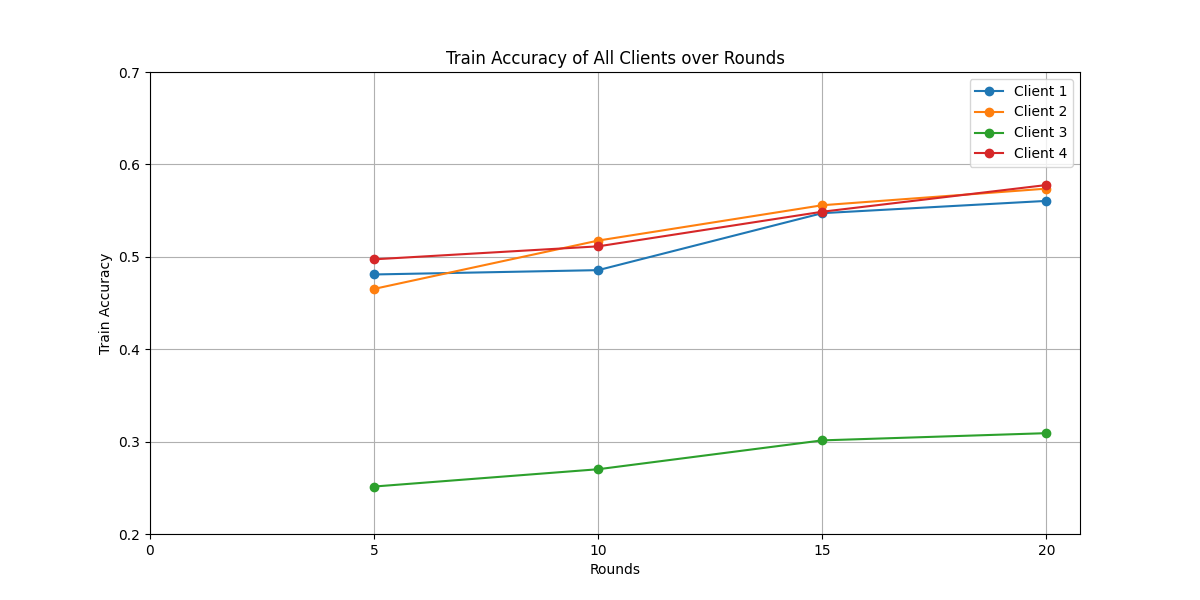 Train Accuracy of All Clients over Rounds
Client 1
Client 2
Client 3
Client 4
Train Accuracy
0.7
0.6
0.5
0.4
0.3
0.2
0
5
10
15
20
Rounds